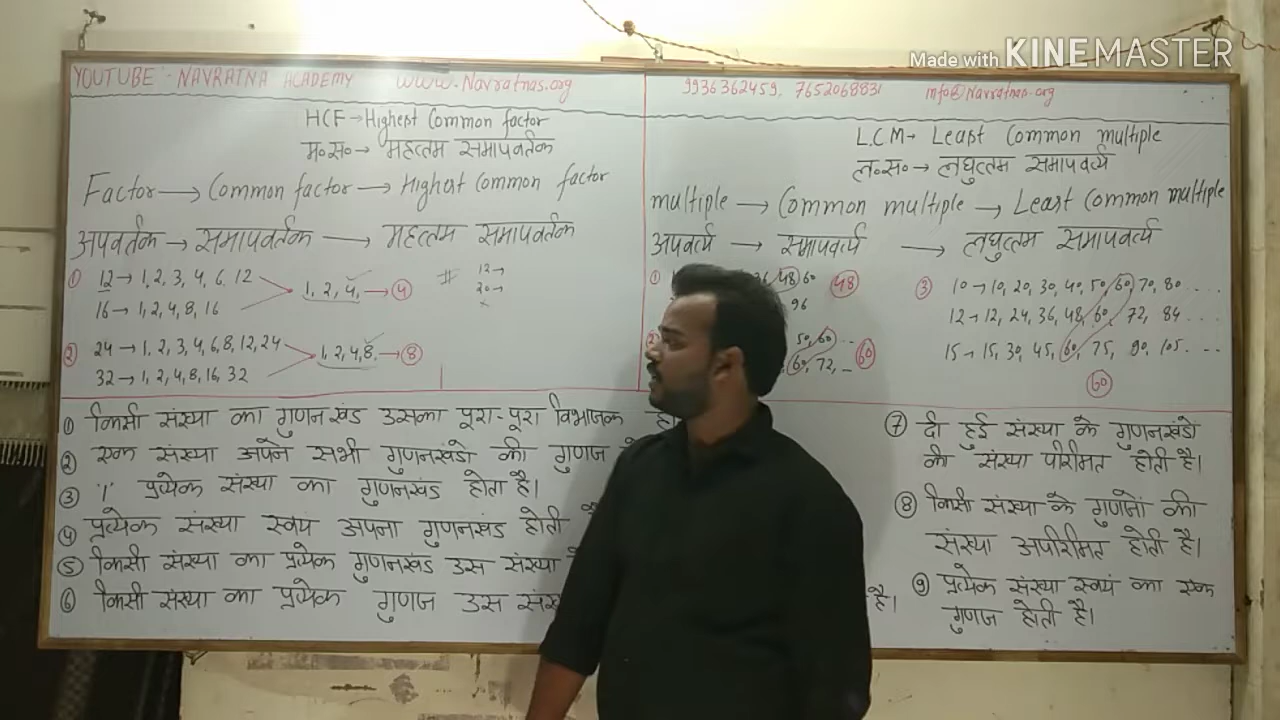 Made with KINEMASTER
YOUTUBE - NAVRATNA ACADEMY www.Navratnas.org
9936362459, 7652068831 info@Navratnas.org
HCF → Highest Common factor
म॰स॰ → महत्तम समापवर्तक
Factor → Common factor → Highest Common factor
अपवर्तक → समापवर्तक → महत्तम समापवर्तक
① 12 → 1, 2, 3, 4, 6, 12
16 → 1, 2, 4, 8, 16
1, 2, 4, → ④
② 24 → 1, 2, 3, 4, 6, 8, 12, 24
32 → 1, 2, 4, 8, 16, 32
1, 2, 4, 8, → ⑧
# 12 →
20 →
L.C.M → Least Common multiple
ल॰स॰ → लघुत्तम समापवर्त्य
multiple → Common multiple → Least Common multiple
अपवर्त्य → समापवर्त्य → लघुत्तम समापवर्त्य
①
48, 60
96
48
50, 60
60, 72,
60
③ 10 → 10, 20, 30, 40, 50, 60, 70, 80 ....
12 → 12, 24, 36, 48, 60, 72, 84 ....
15 → 15, 30, 45, 60, 75, 90, 105. ...
60
① किसी संख्या का गुणनखंड उसका पूरा-पूरा विभाजक
② एक संख्या अपने सभी गुणनखंडो की गुणज
③ '1' प्रत्येक संख्या का गुणनखंड होता है।
④ प्रत्येक संख्या स्वयं अपना गुणनखंड होती
⑤ किसी संख्या का प्रत्येक गुणनखंड उस संख्या
⑥ किसी संख्या का प्रत्येक गुणज उस
है।
⑦ दी हुई संख्या के गुणनखंडो
की संख्या परीमित होती है।
⑧ किसी संख्या के गुणजों की
संख्या अपरीमित होती है।
⑨ प्रत्येक संख्या स्वयं का एक
गुणज होती है।